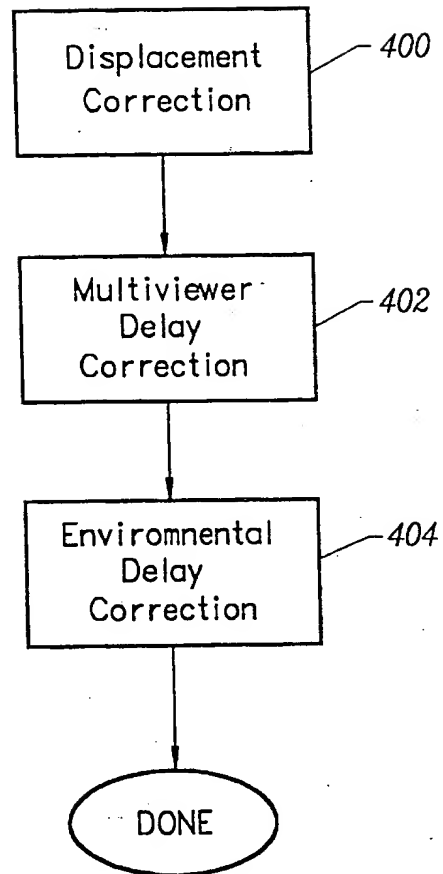 Displacement
Correction
400
Multiviewer
Delay
Correction
402
Enviromnental
Delay
Correction
404
DONE